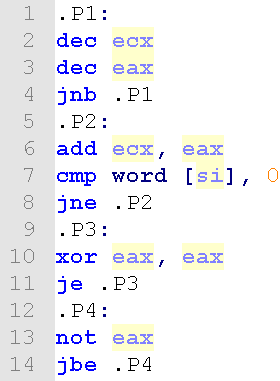 1 .P1:
2 dec ecx
3 dec eax
4 jnb .P1
5 .P2:
6 add ecx, eax
7 cmp word [si], 0
8 jne .P2
9 .P3:
10 xor eax, eax
11 je .P3
12 .P4:
13 not eax
14 jbe .P4